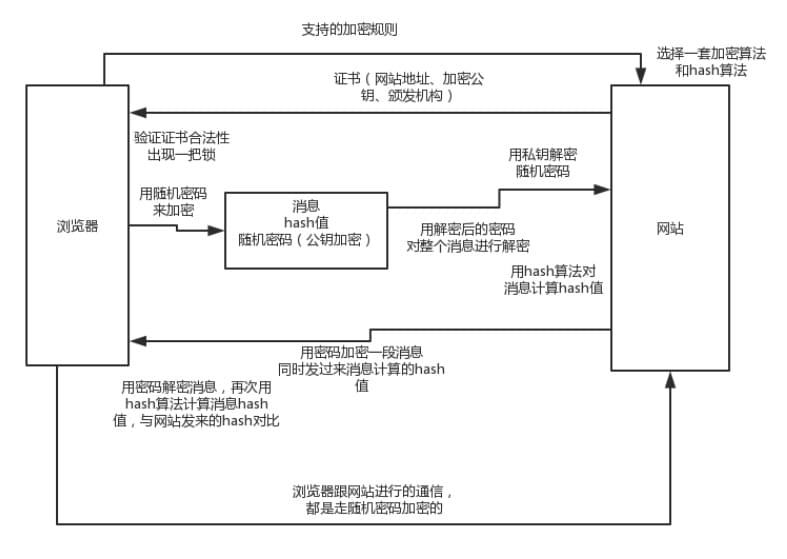 支持的加密规则
选择一套加密算法
和hash算法
证书（网站地址、加密公
钥、颁发机构）
验证证书合法性
出现一把锁
用私钥解密
随机密码
用随机密码
来加密
消息
hash值
随机密码（公钥加密）
浏览器
网站
用解密后的密码
对整个消息进行解密
用hash算法对
消息计算hash值
用密码加密一段消息
同时发过来消息计算的hash
值
用密码解密消息，再次用
hash算法计算消息hash
值，与网站发来的hash对比
浏览器跟网站进行的通信，
都是走随机密码加密的